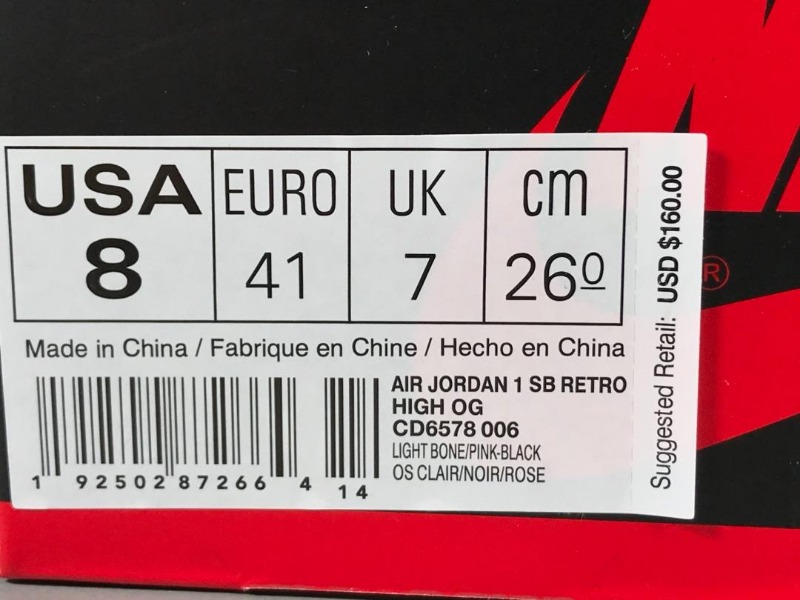 USA EURO UK cm
8 41 7 26⁰
Made in China / Fabrique en Chine / Hecho en China
AIR JORDAN 1 SB RETRO
HIGH OG
CD6578 006
LIGHT BONE/PINK-BLACK
OS CLAIR/NOIR/ROSE
1 92502 87266 4
14
Suggested Retail: USD $160.00
®